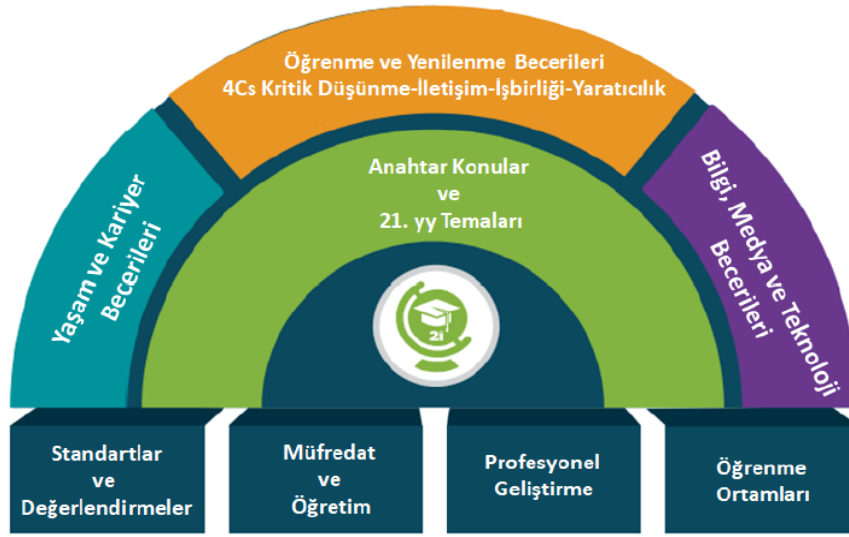 Öğrenme ve Yenilenme Becerileri
4Cs Kritik Düşünme-İletişim-İşbirliği-Yaratıcılık
Yaşam ve Kariyer
Becerileri
Anahtar Konular
ve
21. yy Temaları
Bilgi, Medya ve Teknoloji
Becerileri
21
Standartlar
ve
Değerlendirmeler
Müfredat
ve
Öğretim
Profesyonel
Geliştirme
Öğrenme
Ortamları